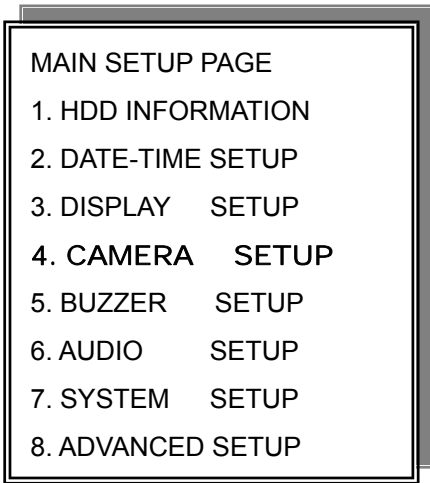 MAIN SETUP PAGE
1. HDD INFORMATION
2. DATE-TIME SETUP
3. DISPLAY SETUP
4. CAMERA SETUP
5. BUZZER SETUP
6. AUDIO SETUP
7. SYSTEM SETUP
8. ADVANCED SETUP